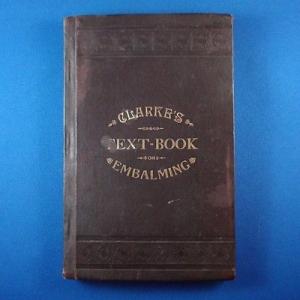 CLARKE'S
TEXT-BOOK
ON
EMBALMING